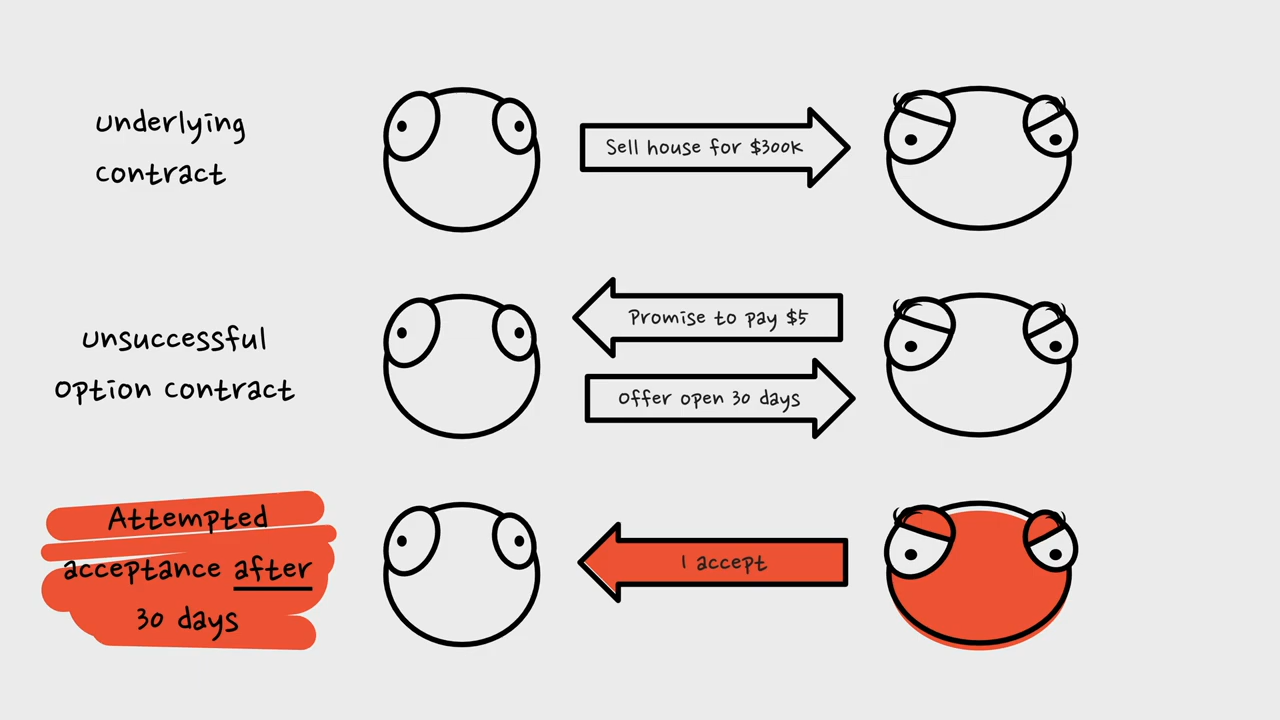 underlying
contract
Sell house for $300k
unsuccessful
option contract
Promise to pay $5
Offer open 30 days
Attempted
acceptance after
30 days
I accept